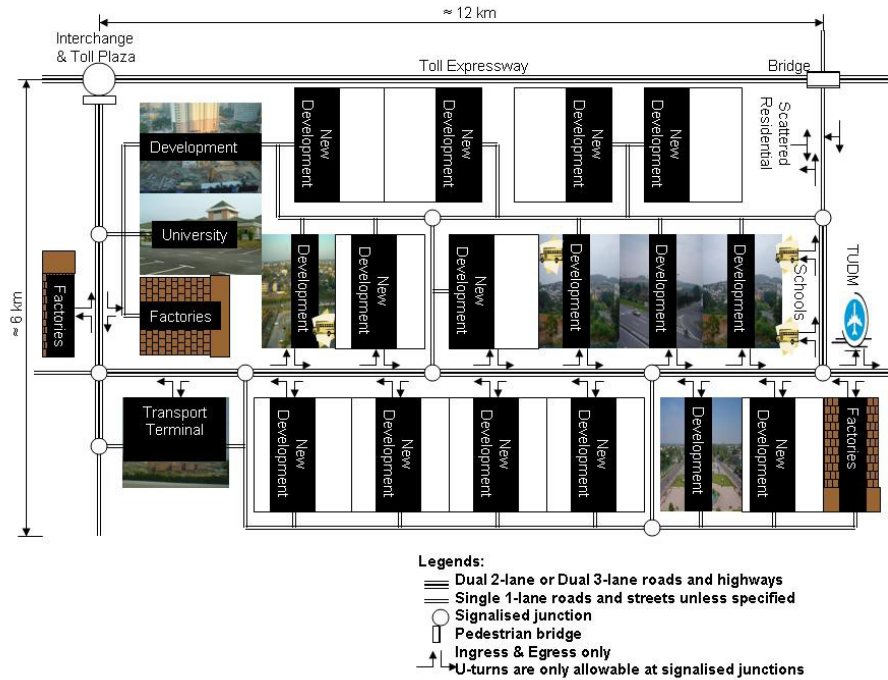 ≈ 12 km
Interchange
& Toll Plaza
Toll Expressway
Bridge
≈ 6 km
Development
New
Development
New
Development
New
Development
New
Development
Scattered
Residential
University
Factories
Factories
Development
New
Development
New
Development
Development
Development
Development
Schools
TUDM
Transport
Terminal
New
Development
New
Development
New
Development
New
Development
Development
New
Development
Factories
Legends:
Dual 2-lane or Dual 3-lane roads and highways
Single 1-lane roads and streets unless specified
Signalised junction
Pedestrian bridge
Ingress & Egress only
U-turns are only allowable at signalised junctions